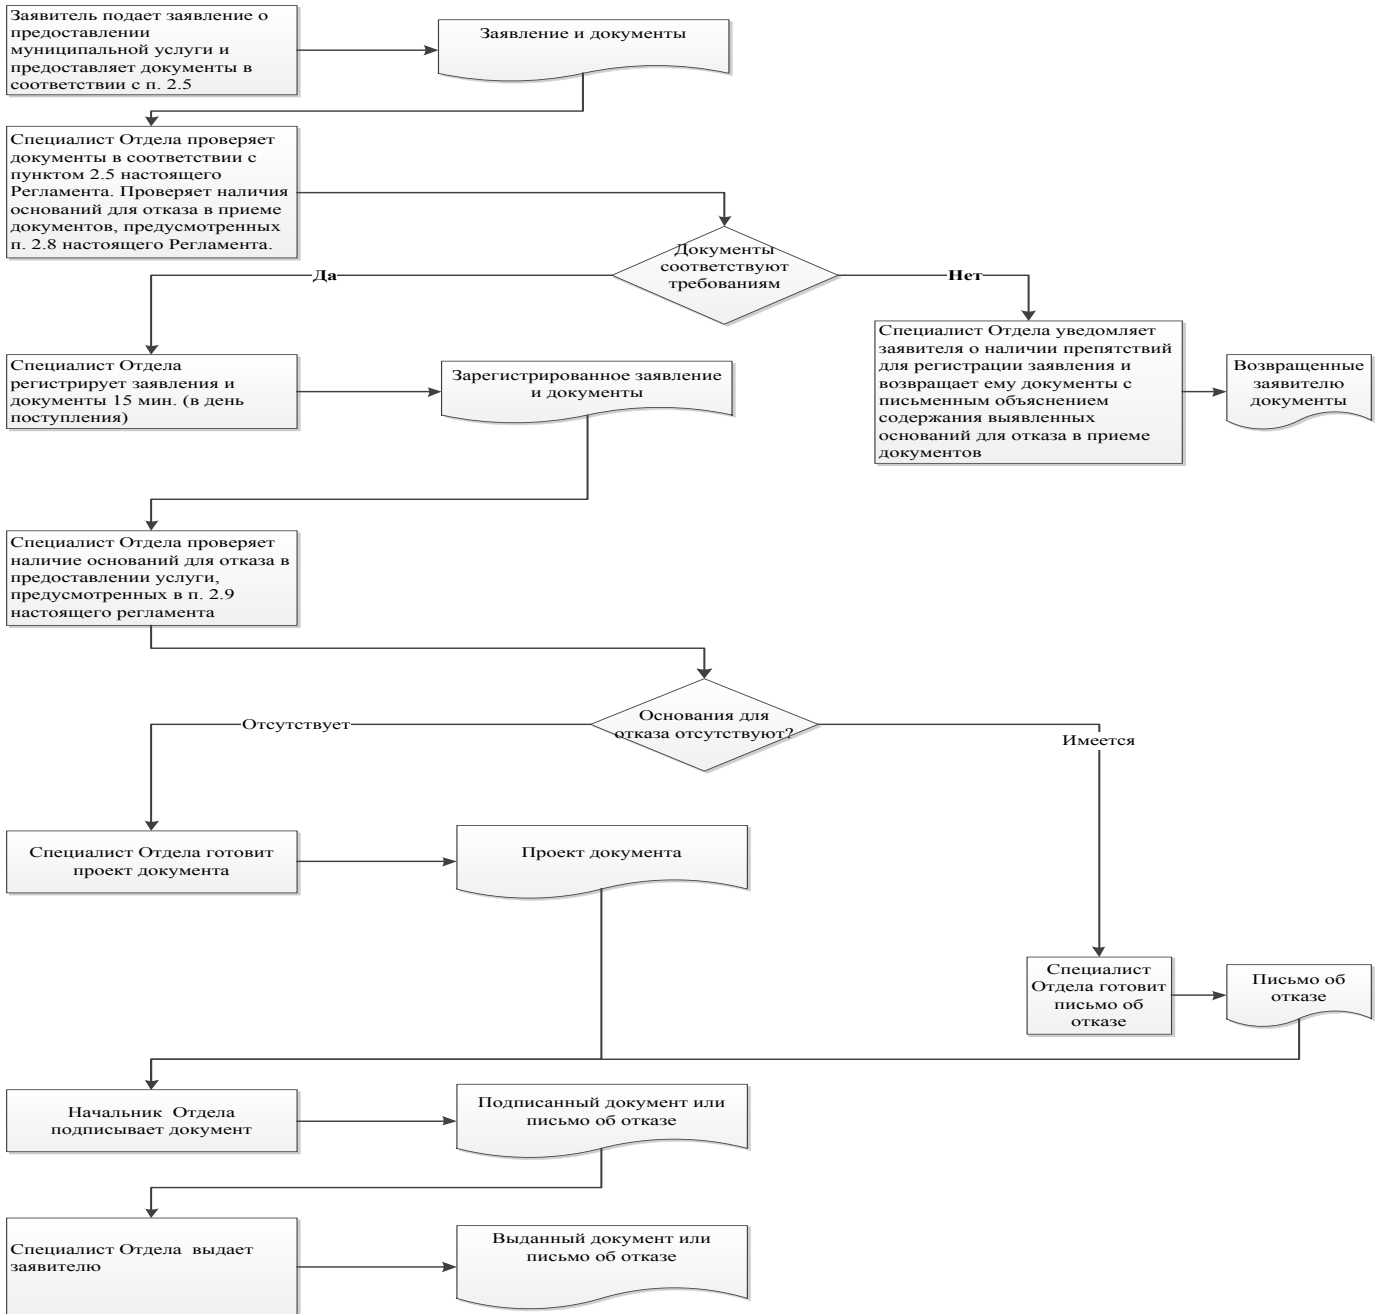 Заявитель подает заявление о
предоставлении
муниципальной услуги и
предоставляет документы в
соответствии с п. 2.5
Заявление и документы
Специалист Отдела проверяет
документы в соответствии с
пунктом 2.5 настоящего
Регламента. Проверяет наличия
оснований для отказа в приеме
документов, предусмотренных
п. 2.8 настоящего Регламента.
Документы
соответствуют
требованиям
Да
Нет
Специалист Отдела
регистрирует заявления и
документы 15 мин. (в день
поступления)
Зарегистрированное заявление
и документы
Специалист Отдела уведомляет
заявителя о наличии препятствий
для регистрации заявления и
возвращает ему документы с
письменным объяснением
содержания выявленных
оснований для отказа в приеме
документов
Возвращенные
заявителю
документы
Специалист Отдела проверяет
наличие оснований для отказа в
предоставлении услуги,
предусмотренных в п. 2.9
настоящего регламента
Основания для
отказа отсутствуют?
Отсутствует
Имеется
Специалист Отдела готовит
проект документа
Проект документа
Специалист
Отдела готовит
письмо об
отказе
Письмо об
отказе
Начальник  Отдела
подписывает документ
Подписанный документ или
письмо об отказе
Специалист Отдела  выдает
заявителю
Выданный документ или
письмо об отказе